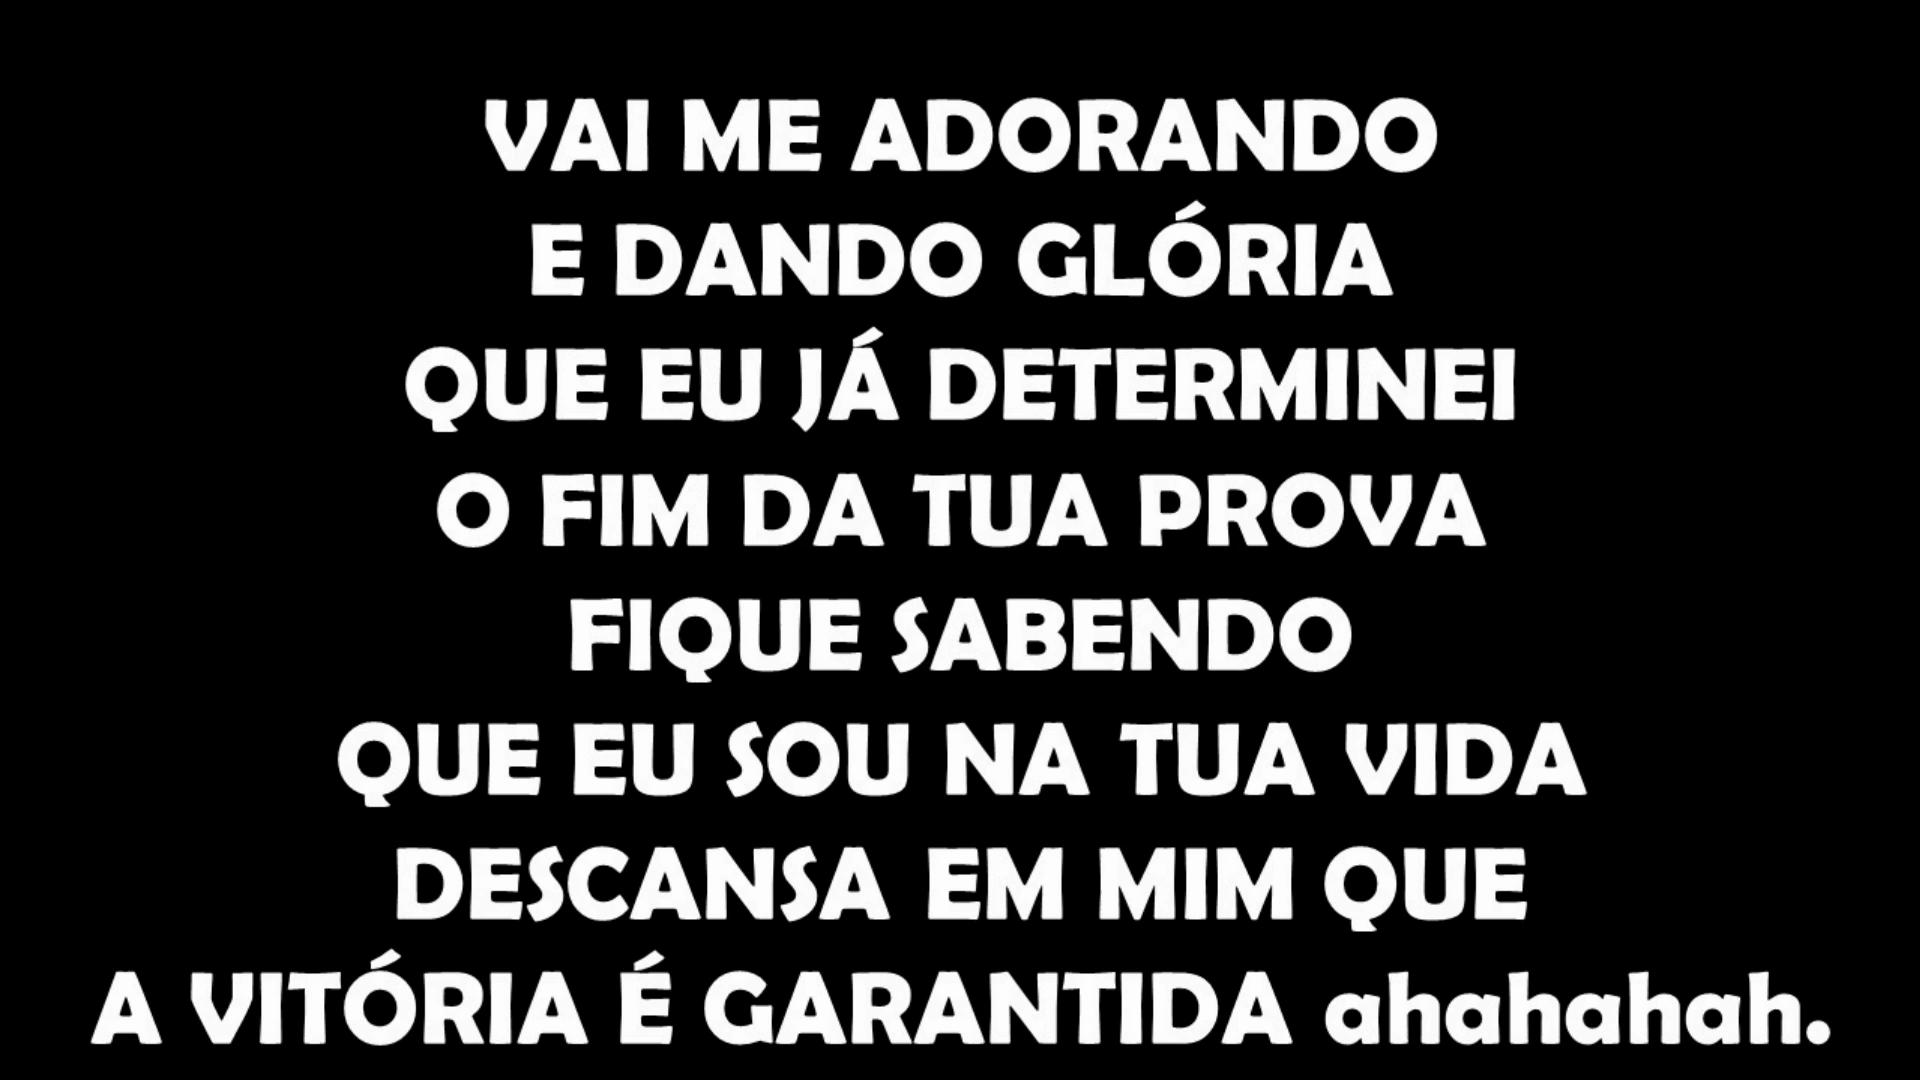 VAI ME ADORANDO
E DANDO GLÓRIA
QUE EU JÁ DETERMINEI
O FIM DA TUA PROVA
FIQUE SABENDO
QUE EU SOU NA TUA VIDA
DESCANSA EM MIM QUE
A VITÓRIA É GARANTIDA ahahahah.